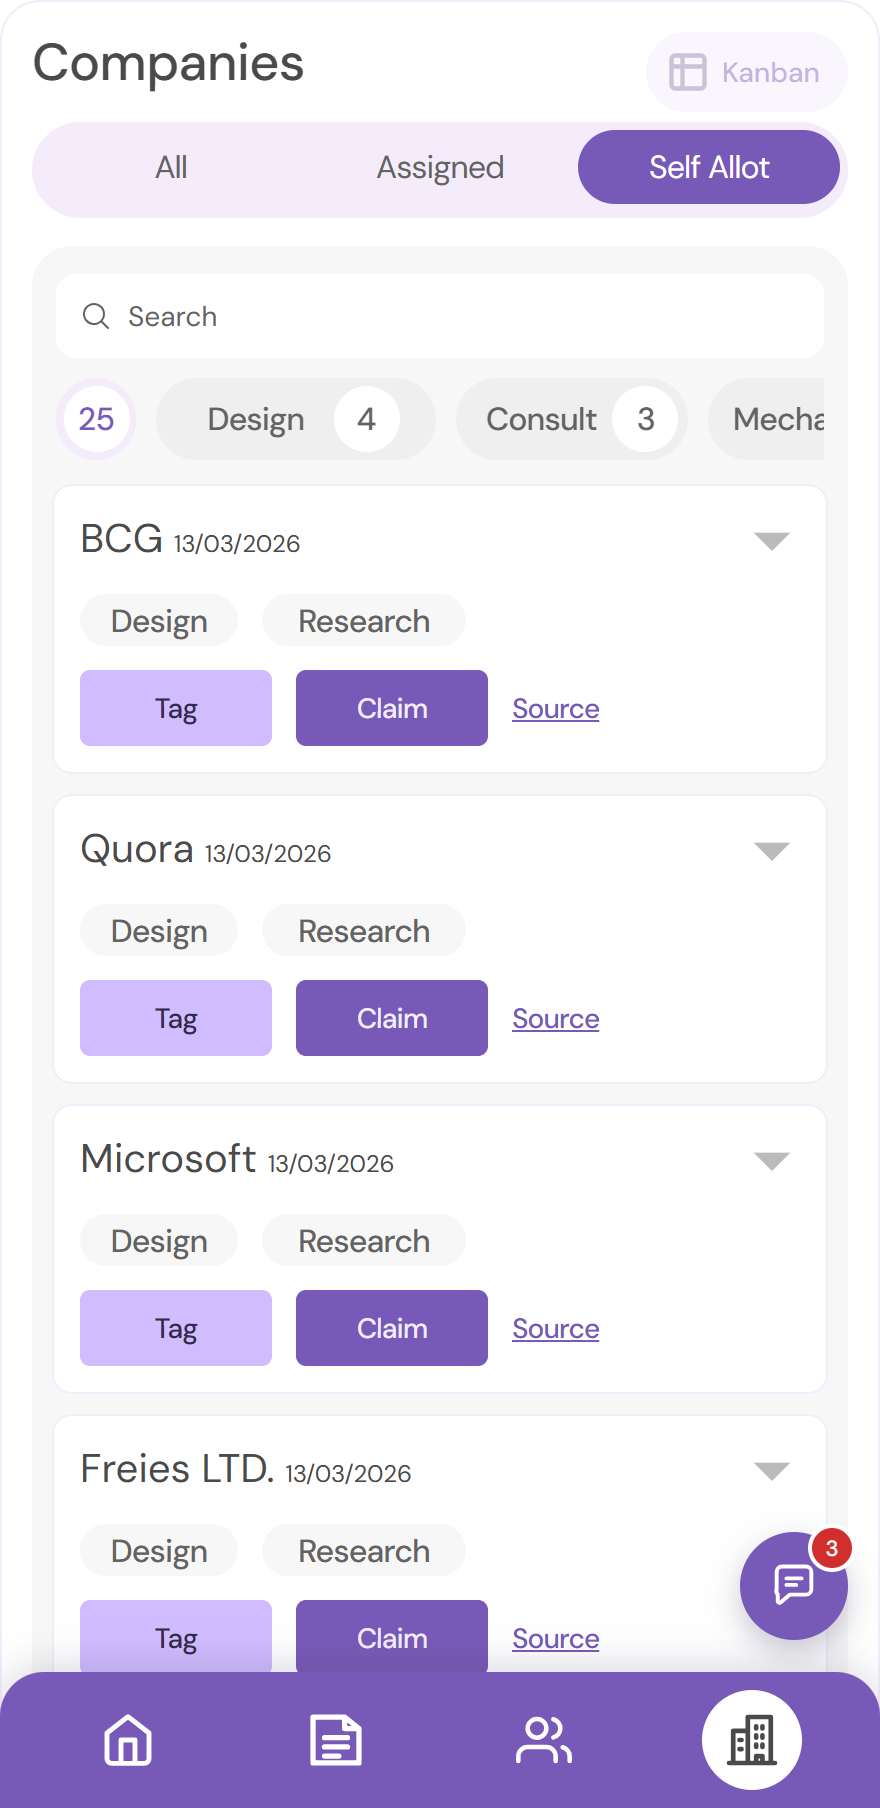 Companies
Kanban
All Assigned Self Allot
Search
25 Design 4 Consult 3 Mecha
BCG 13/03/2026
Design Research
Tag Claim Source
Quora 13/03/2026
Design Research
Tag Claim Source
Microsoft 13/03/2026
Design Research
Tag Claim Source
Freies LTD. 13/03/2026
Design Research
3
Tag Claim Source